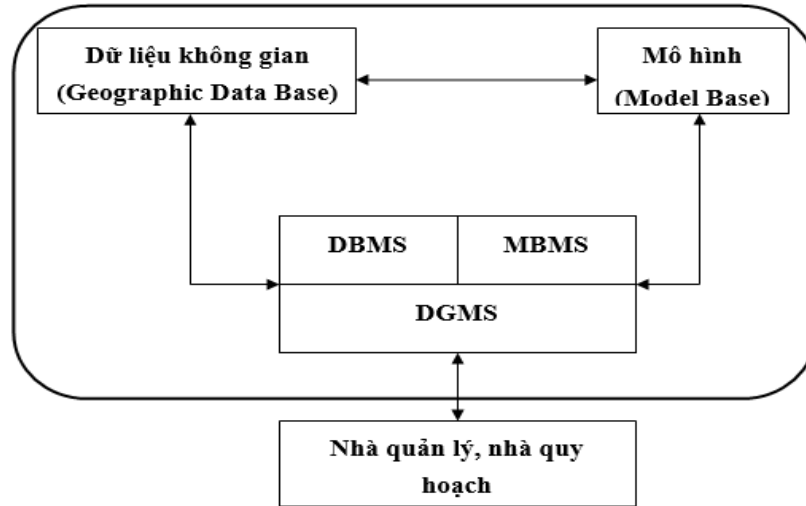 Dữ liệu không gian
(Geographic Data Base)
Mô hình
(Model Base)
DBMS
MBMS
DGMS
Nhà quản lý, nhà quy
hoạch